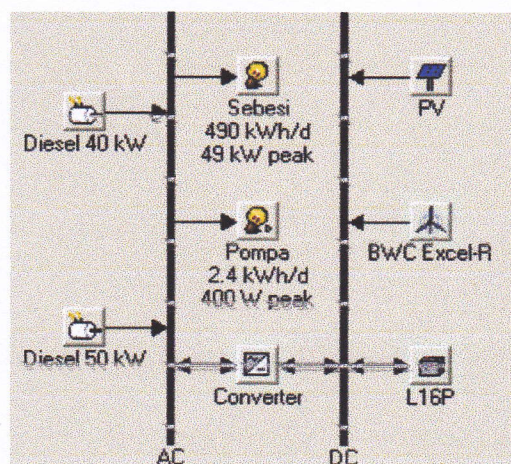 Sebesi
490 kWh/d
49 kW peak
PV
Diesel 40 kW
Pompa
2.4 kWh/d
400 W peak
BWC Excel-R
Diesel 50 kW
Converter
L16P
AC
DC